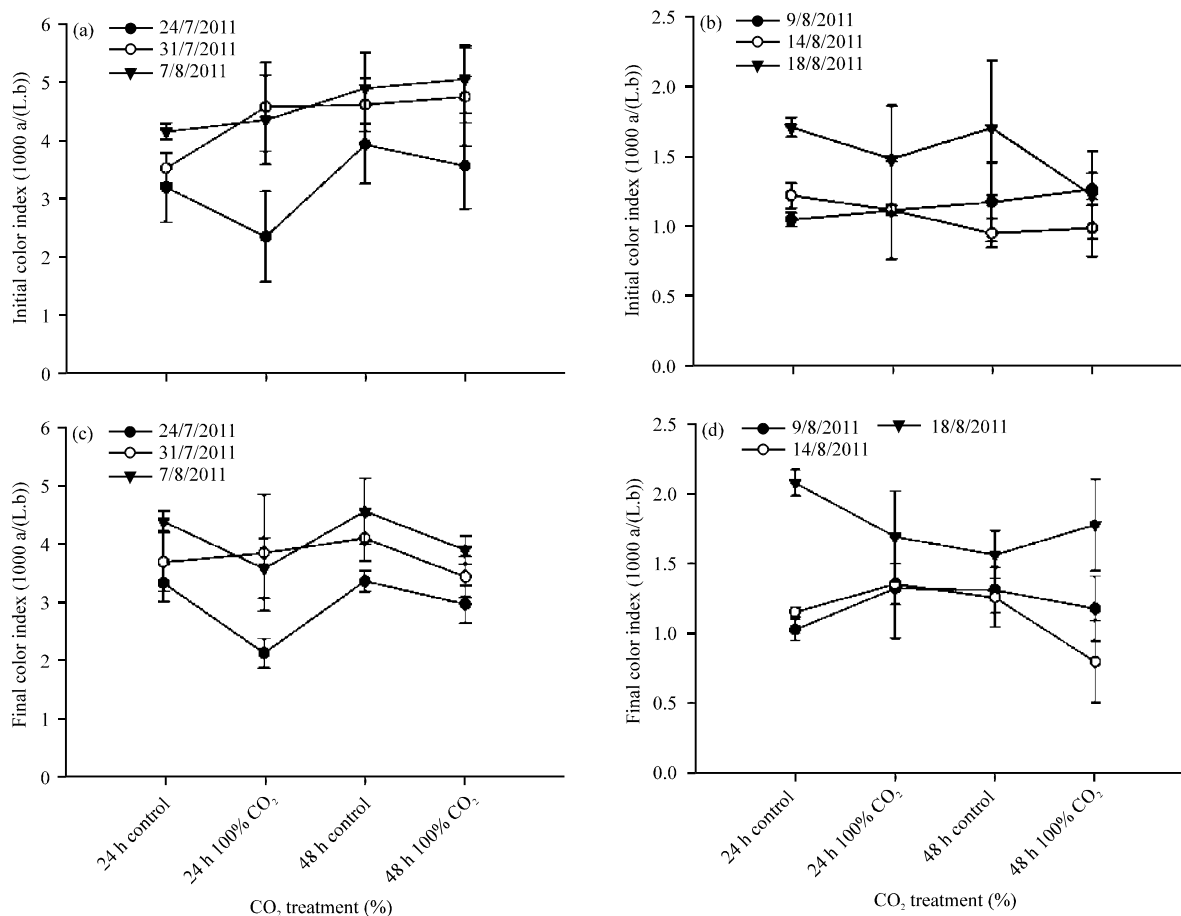 (a)
24/7/2011
31/7/2011
7/8/2011
Initial color index (1000 a/(L.b))
6
5
4
3
2
1
0
(b)
9/8/2011
14/8/2011
18/8/2011
Initial color index (1000 a/(L.b))
2.5
2.0
1.5
1.0
0.5
0.0
(c)
24/7/2011
31/7/2011
7/8/2011
Final color index (1000 a/(L.b))
6
5
4
3
2
1
0
24 h control
24 h 100% CO₂
48 h control
48 h 100% CO₂
CO₂ treatment (%)
(d)
9/8/2011 18/8/2011
14/8/2011
Final color index (1000 a/(L.b))
2.5
2.0
1.5
1.0
0.5
0.0
24 h control
24 h 100% CO₂
48 h control
48 h 100% CO₂
CO₂ treatment (%)